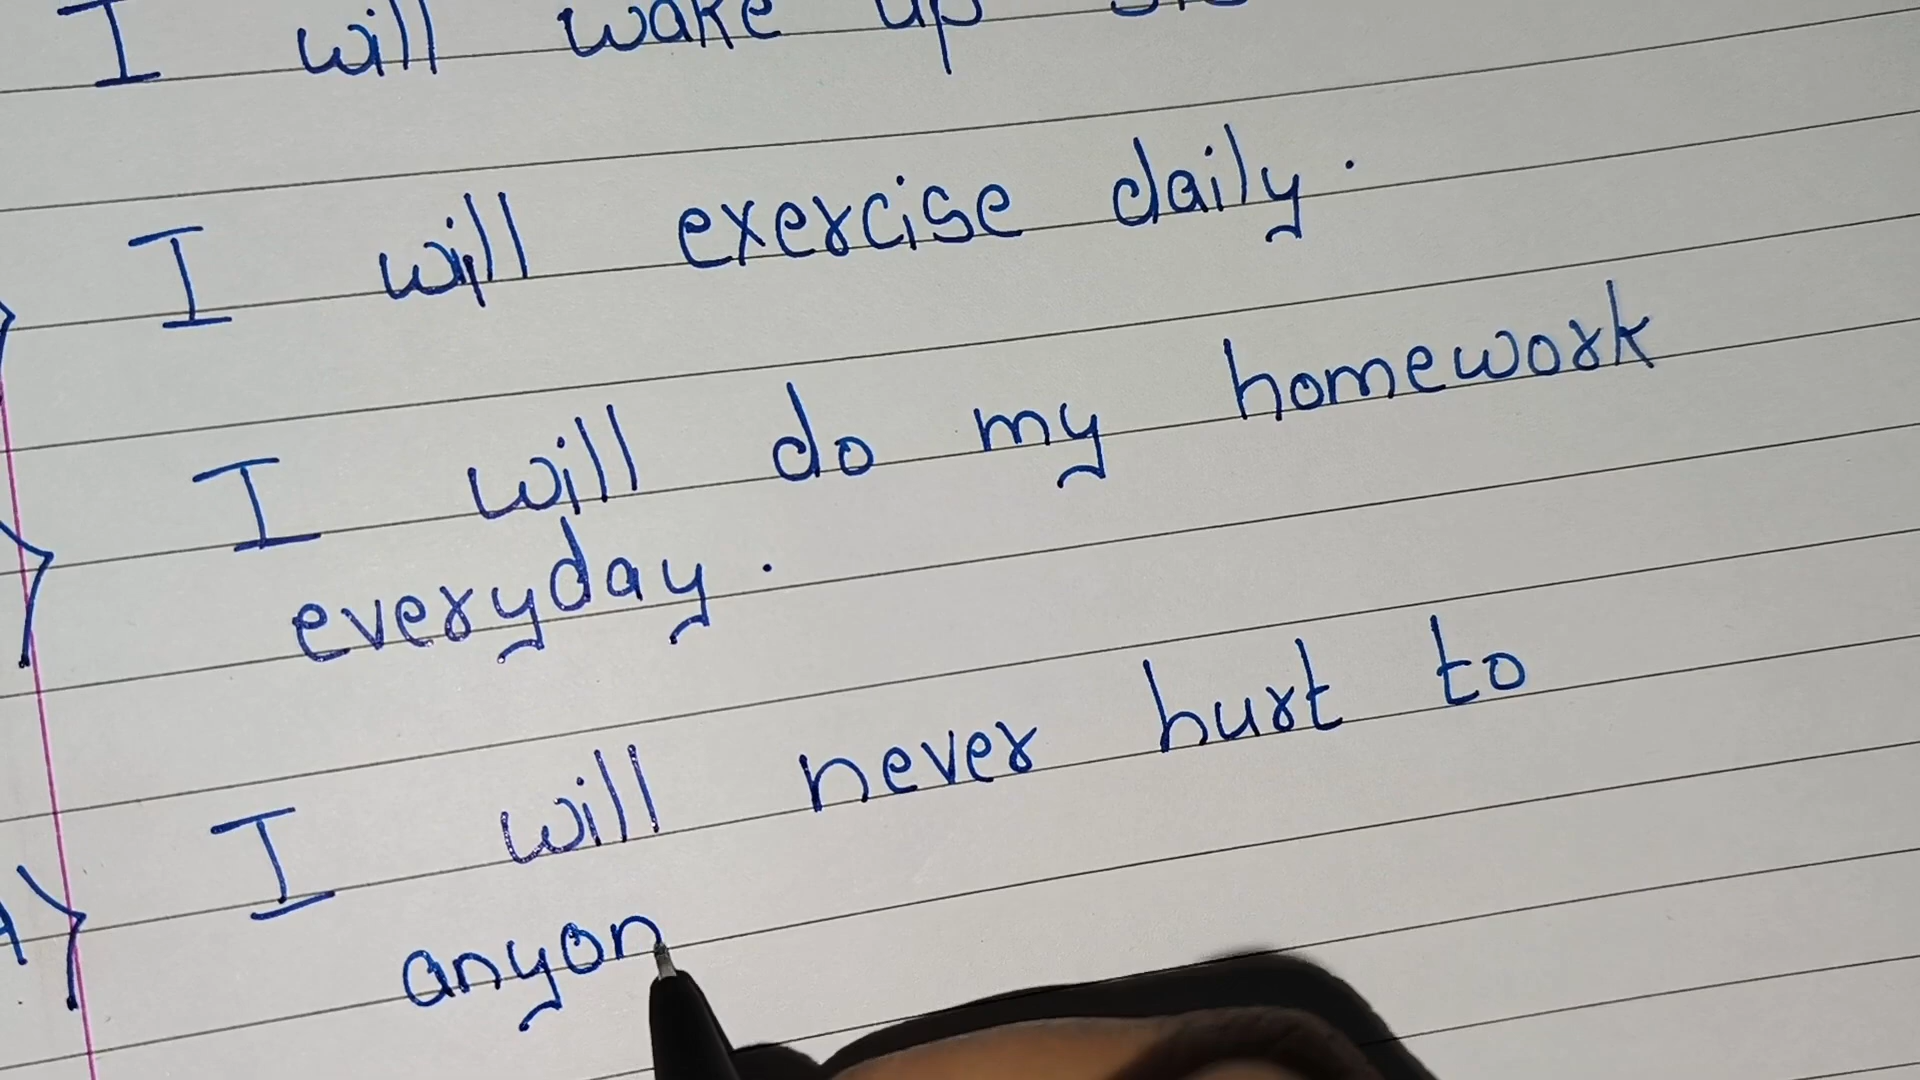 I will wake up
I will exercise daily.
I will do my homework
everyday.
I will never hurt to
anyon